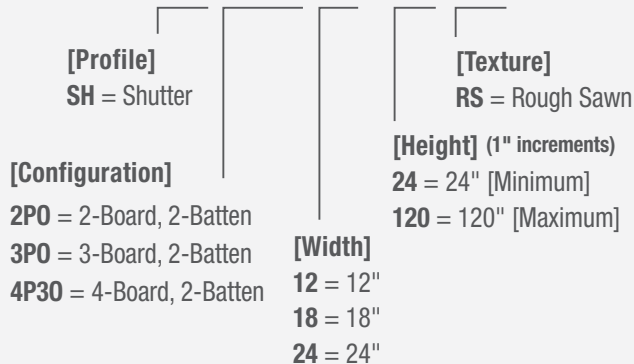 [Profile]
SH = Shutter
[Configuration]
2PO = 2-Board, 2-Batten
3PO = 3-Board, 2-Batten
4P3O = 4-Board, 2-Batten
[Width]
12 = 12"
18 = 18"
24 = 24"
[Height] (1" increments)
24 = 24" [Minimum]
120 = 120" [Maximum]
[Texture]
RS = Rough Sawn